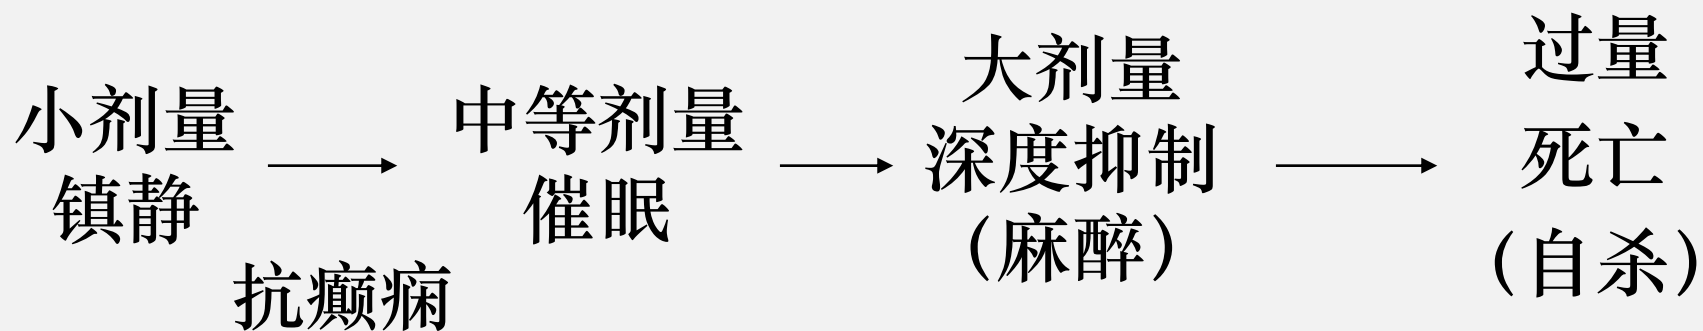 小剂量
镇静
抗癫痫
中等剂量
催眠
大剂量
深度抑制
(麻醉)
过量
死亡
(自杀)